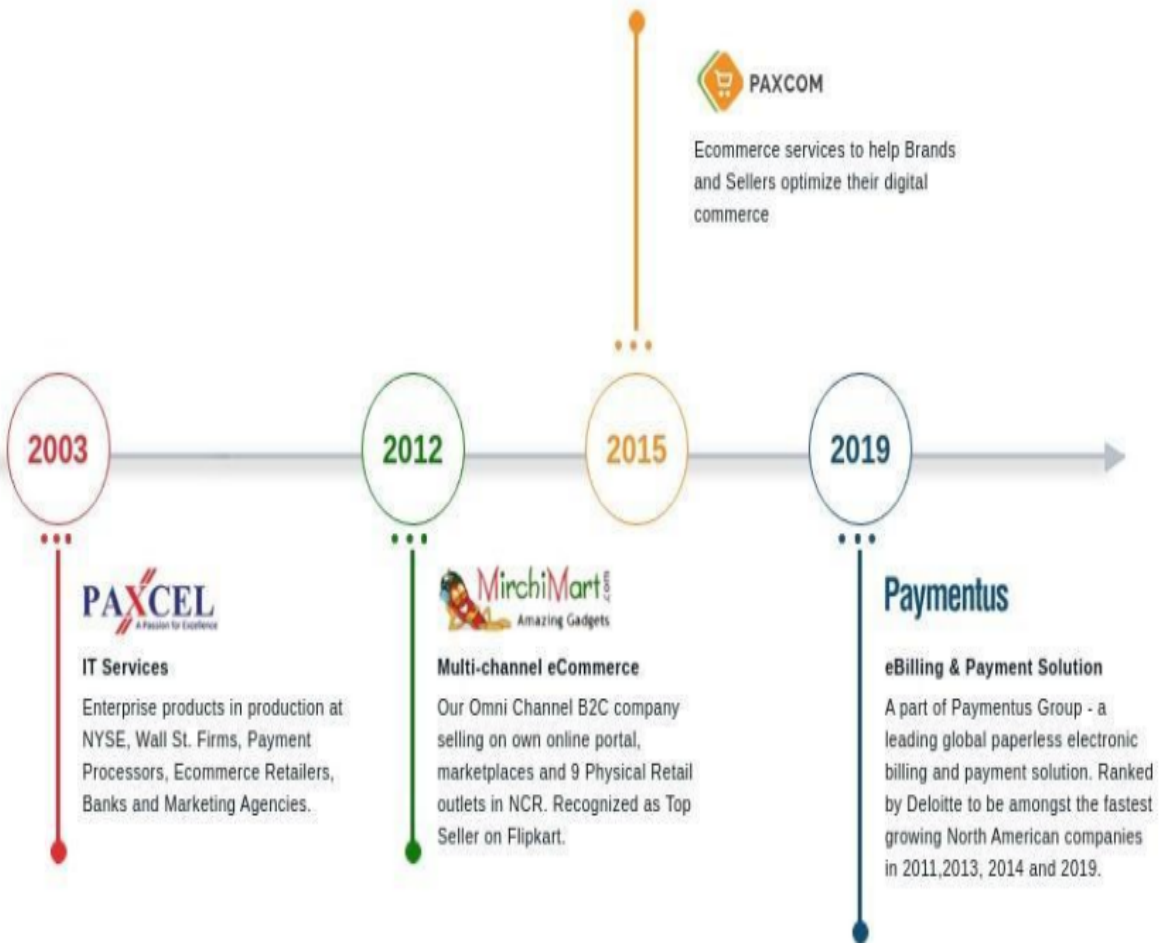 PAXCOM
Ecommerce services to help Brands
and Sellers optimize their digital
commerce
2003
2012
2015
2019
PAXCEL
A Passion for Excellence
IT Services
Enterprise products in production at
NYSE, Wall St. Firms, Payment
Processors, Ecommerce Retailers,
Banks and Marketing Agencies.
MirchiMart.com
Amazing Gadgets
Multi-channel eCommerce
Our Omni Channel B2C company
selling on own online portal,
marketplaces and 9 Physical Retail
outlets in NCR. Recognized as Top
Seller on Flipkart.
Paymentus
eBilling & Payment Solution
A part of Paymentus Group - a
leading global paperless electronic
billing and payment solution. Ranked
by Deloitte to be amongst the fastest
growing North American companies
in 2011,2013, 2014 and 2019.